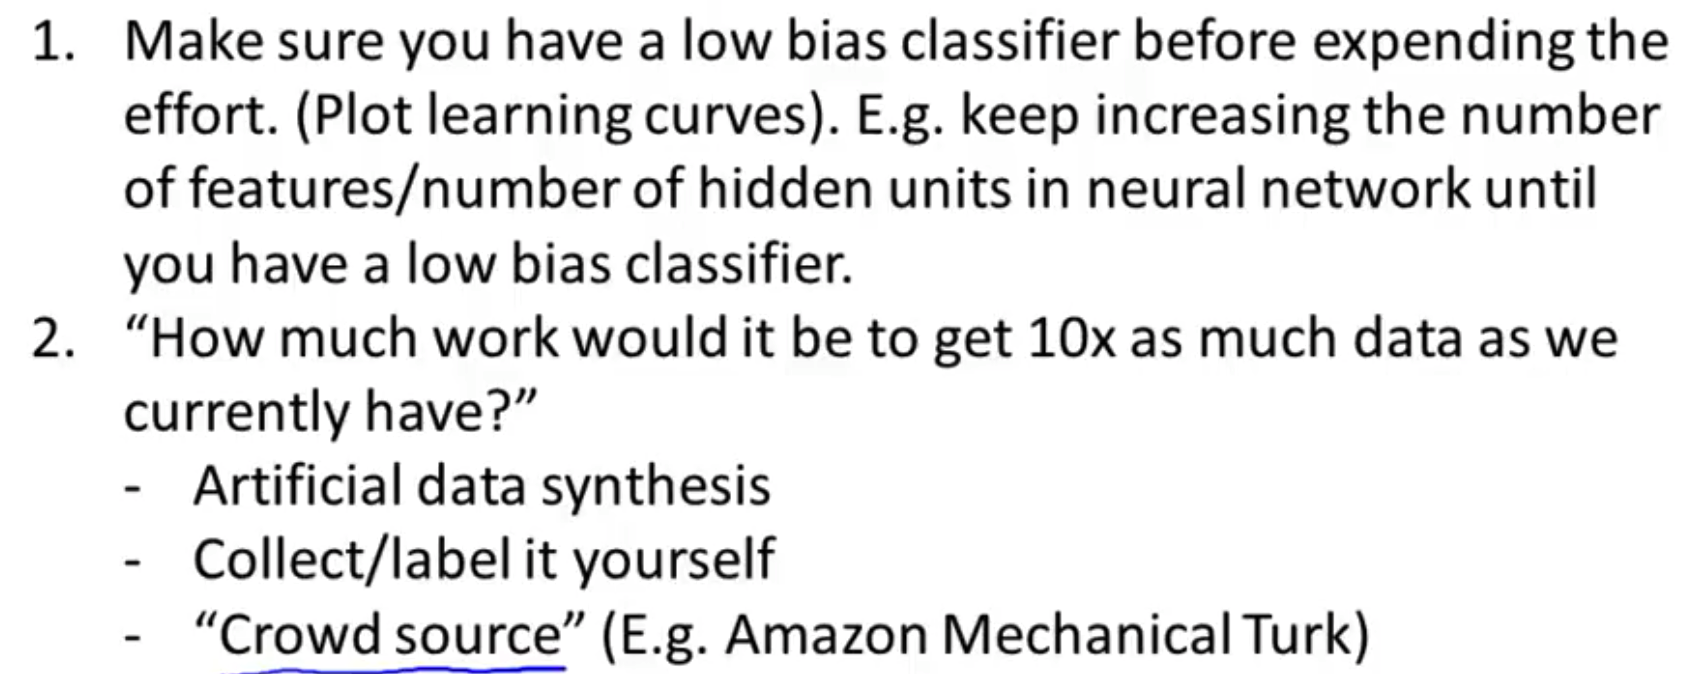 1. Make sure you have a low bias classifier before expending the
effort. (Plot learning curves). E.g. keep increasing the number
of features/number of hidden units in neural network until
you have a low bias classifier.
2. “How much work would it be to get 10x as much data as we
currently have?”
- Artificial data synthesis
- Collect/label it yourself
- “Crowd source” (E.g. Amazon Mechanical Turk)